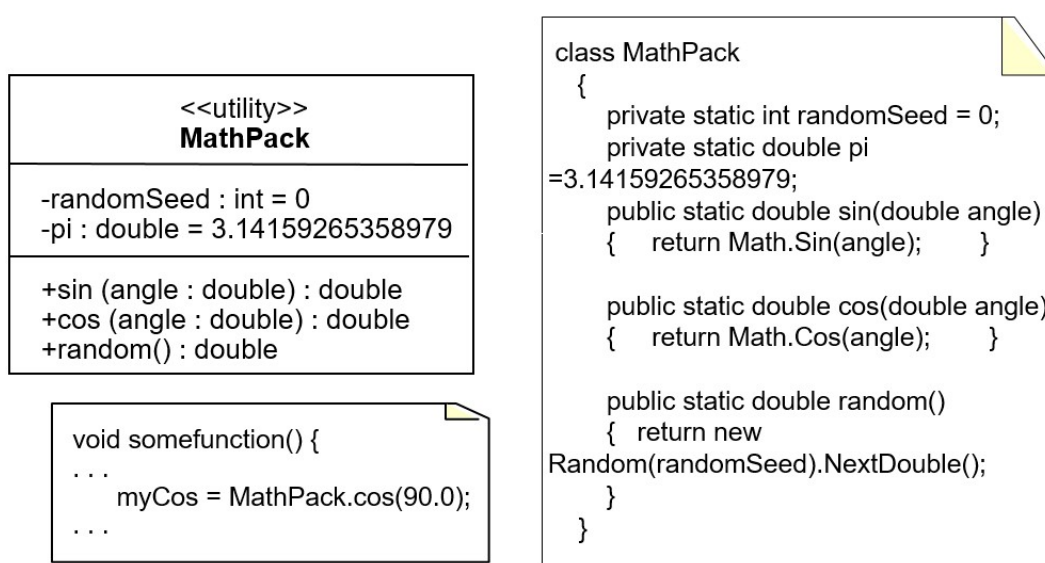 <<utility>>
MathPack
-randomSeed : int = 0
-pi : double = 3.14159265358979
+sin (angle : double) : double
+cos (angle : double) : double
+random() : double
void somefunction() {
. . .
myCos = MathPack.cos(90.0);
. . .
class MathPack
{
private static int randomSeed = 0;
private static double pi
=3.14159265358979;
public static double sin(double angle)
{ return Math.Sin(angle); }
public static double cos(double angle)
{ return Math.Cos(angle); }
public static double random()
{ return new
Random(randomSeed).NextDouble();
}
}